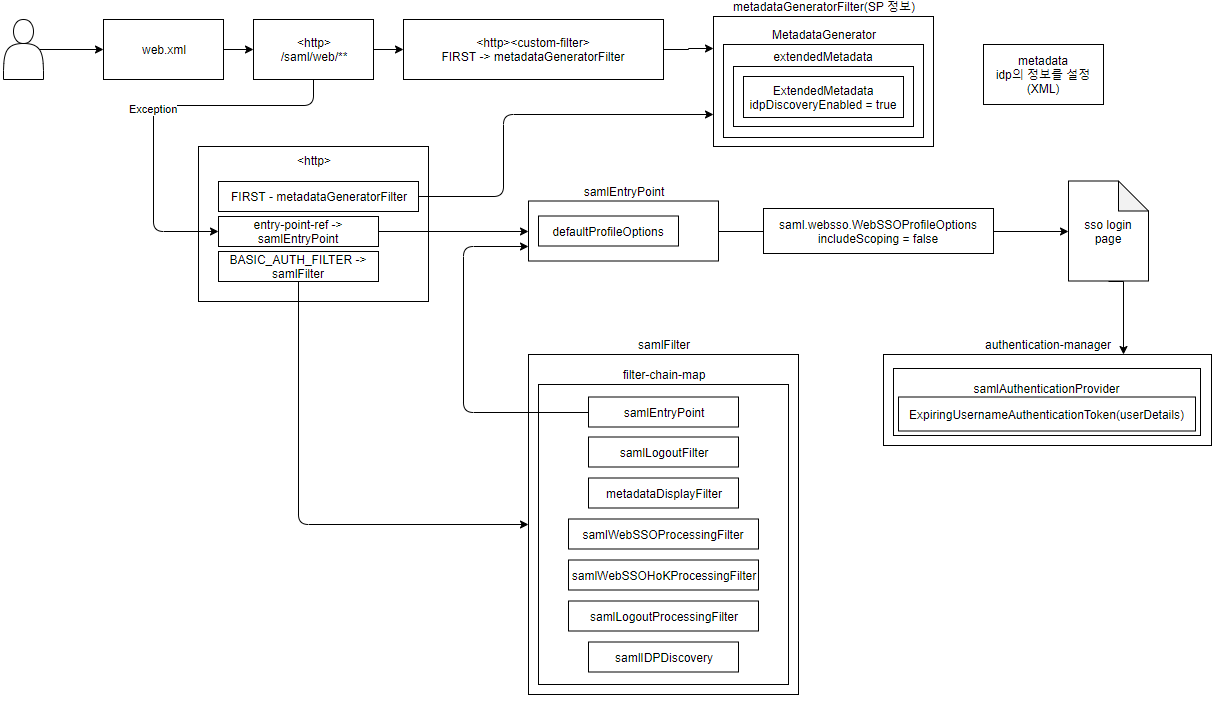 metadataGeneratorFilter(SP 정보)
web.xml
<http>
/saml/web/**
<http><custom-filter>
FIRST -> metadataGeneratorFilter
MetadataGenerator
extendedMetadata
ExtendedMetadata
idpDiscoveryEnabled = true
metadata
idp의 정보를 설정
(XML)
Exception
<http>
FIRST - metadataGeneratorFilter
entry-point-ref ->
samlEntryPoint
BASIC_AUTH_FILTER ->
samlFilter
samlEntryPoint
defaultProfileOptions
saml.websso.WebSSOProfileOptions
includeScoping = false
sso login
page
authentication-manager
samlAuthenticationProvider
ExpiringUsernameAuthenticationToken(userDetails)
samlFilter
filter-chain-map
samlEntryPoint
samlLogoutFilter
metadataDisplayFilter
samlWebSSOProcessingFilter
samlWebSSOHoKProcessingFilter
samlLogoutProcessingFilter
samlIDPDiscovery